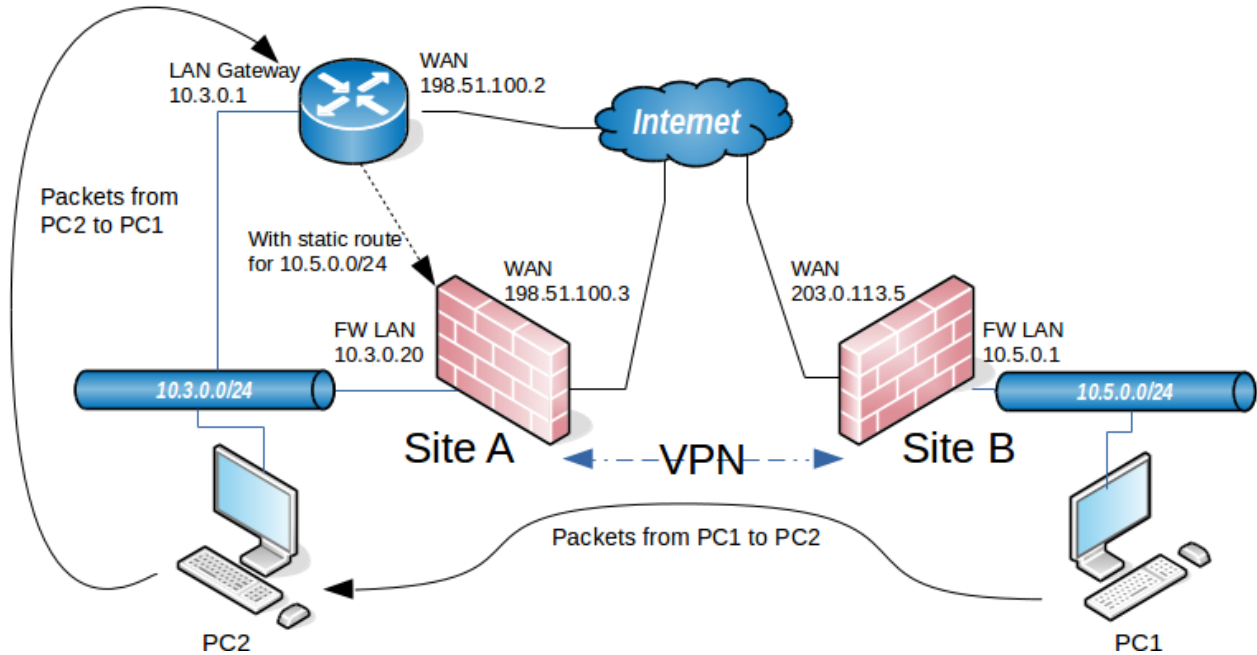 LAN Gateway
10.3.0.1
WAN
198.51.100.2
Internet
Packets from
PC2 to PC1
With static route
for 10.5.0.0/24
WAN
198.51.100.3
WAN
203.0.113.5
FW LAN
10.3.0.20
FW LAN
10.5.0.1
10.3.0.0/24
10.5.0.0/24
Site A
VPN
Site B
Packets from PC1 to PC2
PC2
PC1